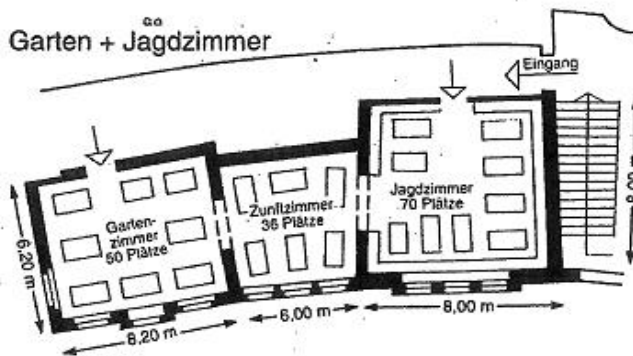 GO
Garten + Jagdzimmer
Eingang
Jagdzimmer
70 Plätze
Zunftzimmer
36 Plätze
Garten-
zimmer
50 Plätze
6,20 m
8,20 m
6,00 m
8,00 m